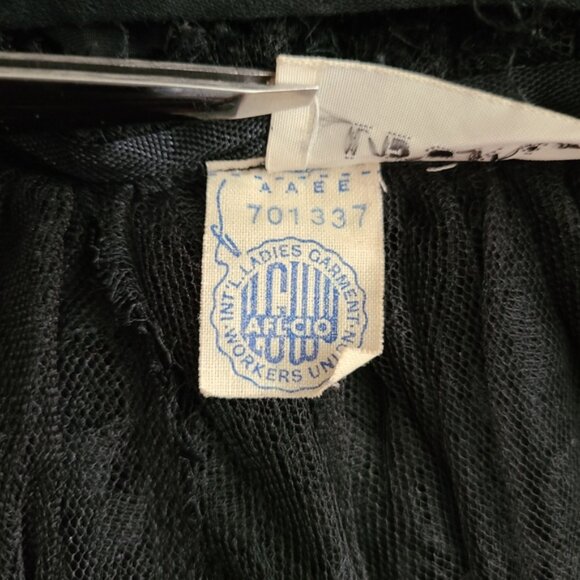 AAEE
701337
INT'L LADIES GARMENT WORKERS UNION
ILGWU
AFL-CIO